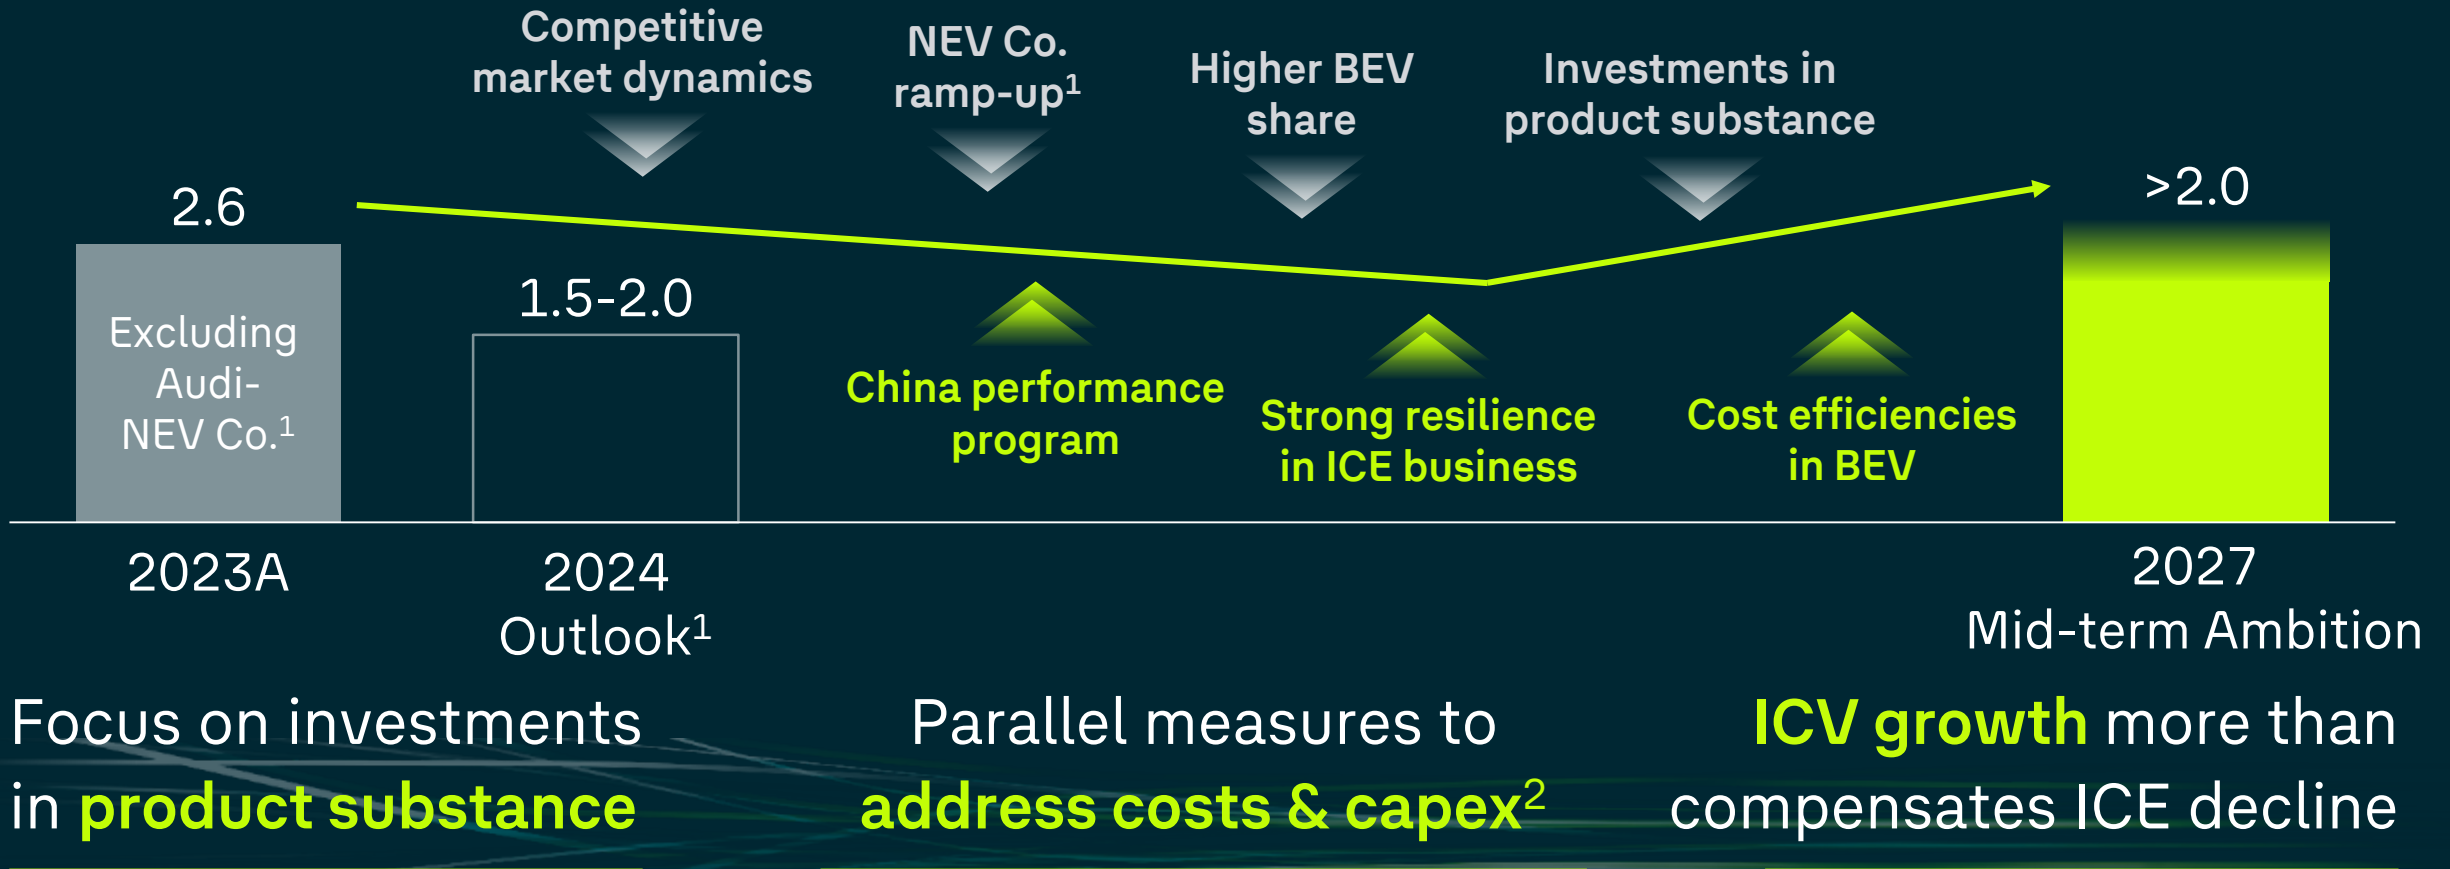 Competitive
market dynamics
NEV Co.
ramp-up¹
Higher BEV
share
Investments in
product substance
2.6
Excluding
Audi-
NEV Co.¹
1.5-2.0
>2.0
China performance
program
Strong resilience
in ICE business
Cost efficiencies
in BEV
2023A
2024
Outlook¹
2027
Mid-term Ambition
Focus on investments
in product substance
Parallel measures to
address costs & capex²
ICV growth more than
compensates ICE decline